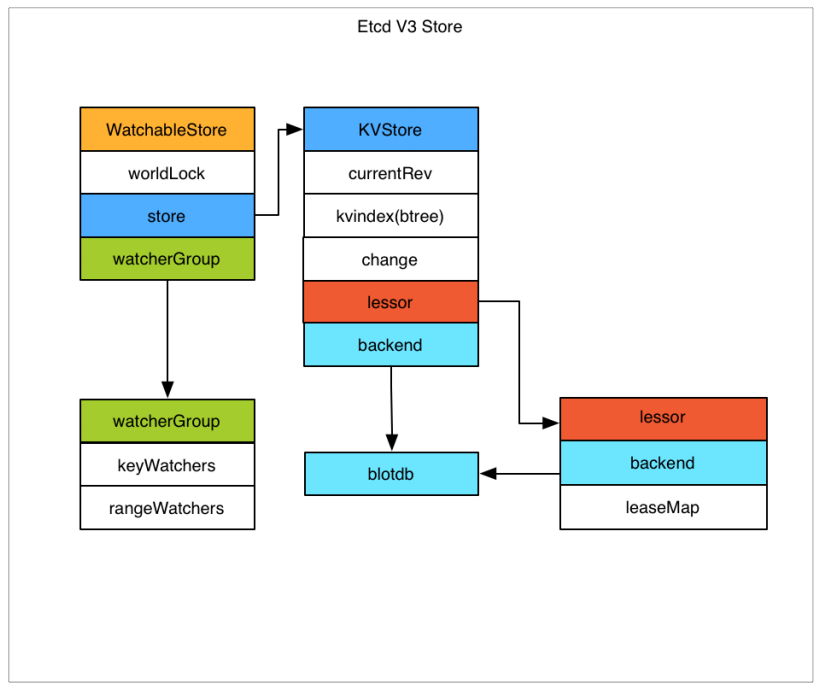 Etcd V3 Store
WatchableStore
worldLock
store
watcherGroup
KVStore
currentRev
kvindex(btree)
change
lessor
backend
watcherGroup
keyWatchers
rangeWatchers
blotdb
lessor
backend
leaseMap